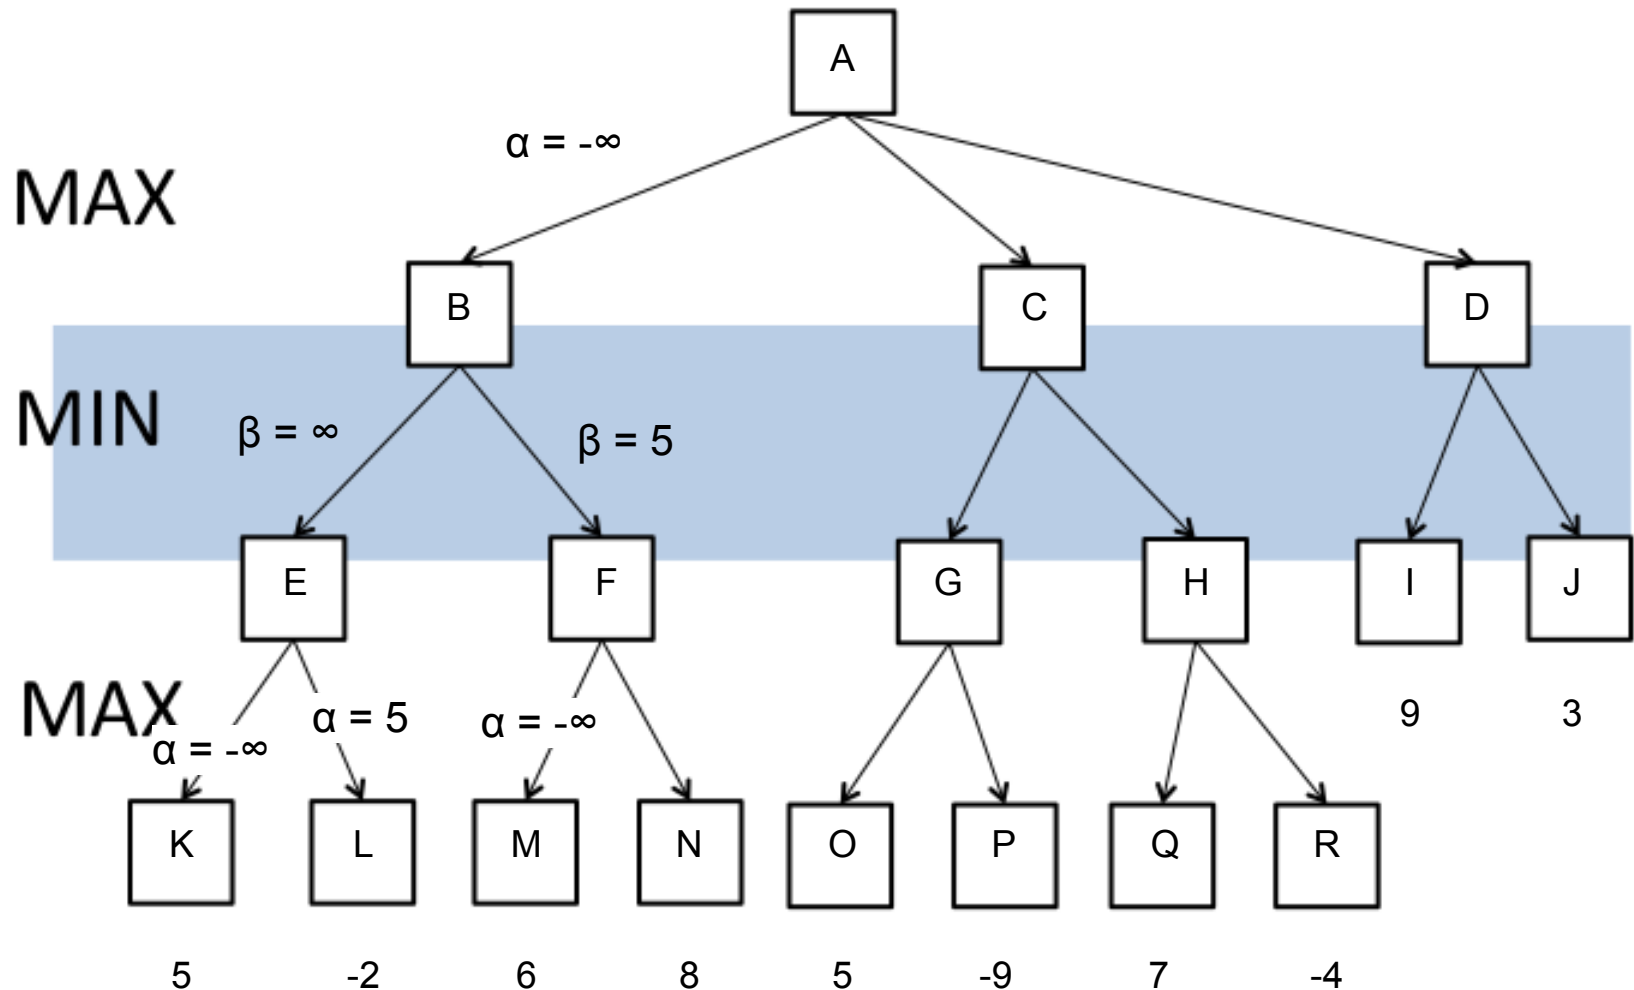 A
α = -∞
MAX
B
C
D
MIN
β = ∞
β = 5
E
F
G
H
I
J
MAX
α = -∞
α = 5
α = -∞
9
3
K
L
M
N
O
P
Q
R
5
-2
6
8
5
-9
7
-4